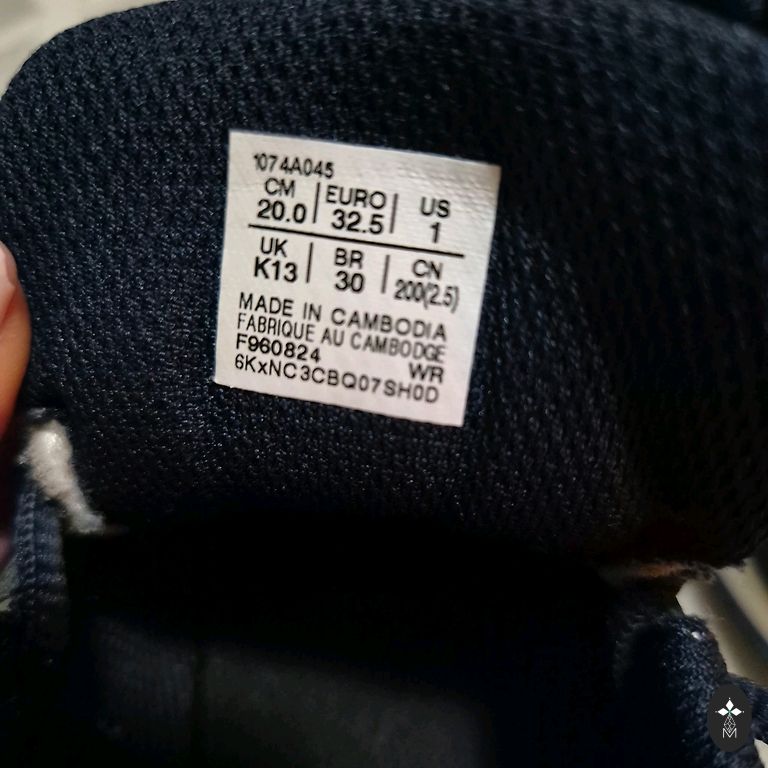 1074A045
CM | EURO | US
20.0 | 32.5 | 1
UK | BR | CN
K13 | 30 | 200(2.5)
MADE IN CAMBODIA
FABRIQUE AU CAMBODGE
F960824 WR
6KxNC3CBQ07SH0D
M